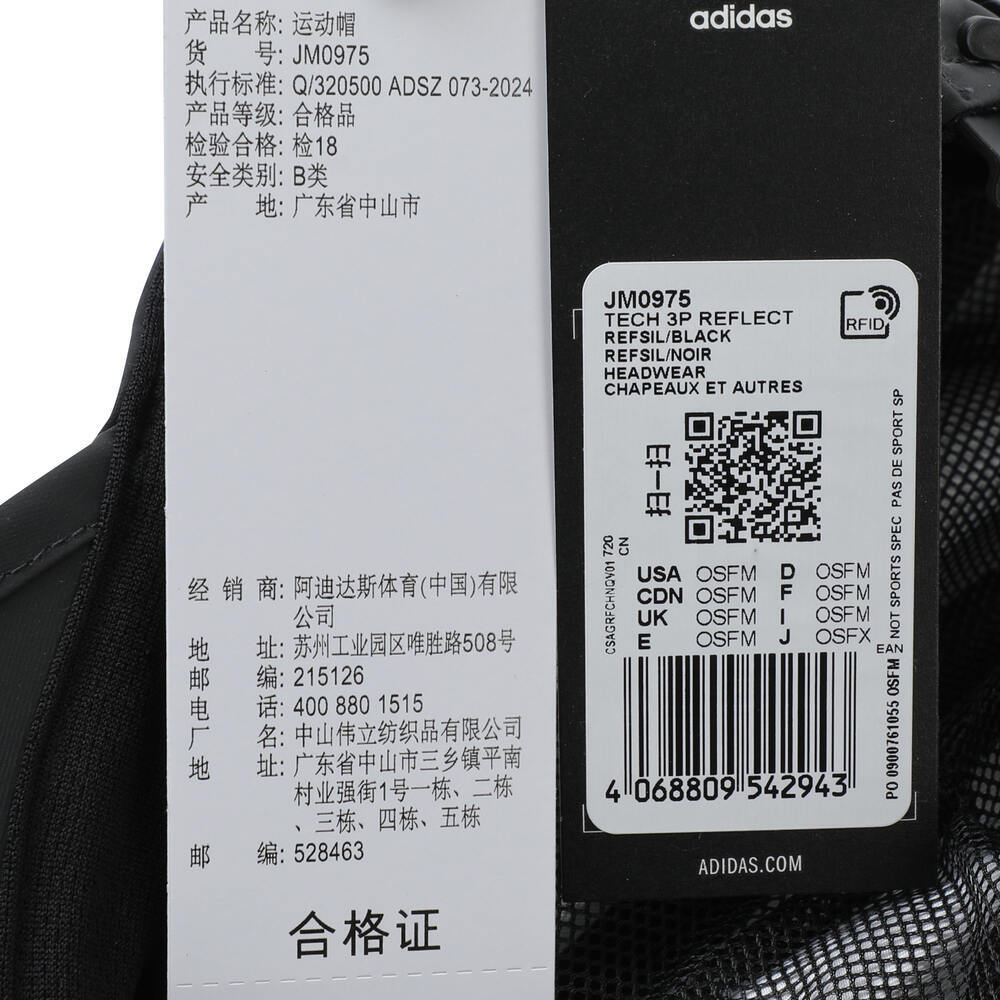 产品名称: 运动帽
货 号: JM0975
执行标准: Q/320500 ADSZ 073-2024
产品等级: 合格品
检验合格: 检18
安全类别: B类
产 地: 广东省中山市
经 销 商: 阿迪达斯体育(中国)有限
公司
地 址: 苏州工业园区唯胜路508号
邮 编: 215126
电 话: 400 880 1515
厂 名: 中山伟立纺织品有限公司
地 址: 广东省中山市三乡镇平南
村业强街1号一栋、二栋
、三栋、四栋、五栋
邮 编: 528463
合格证
adidas
JM0975
TECH 3P REFLECT
REFSIL/BLACK
REFSIL/NOIR
HEADWEAR
CHAPEAUX ET AUTRES
RFID
扫一扫
CSAGRFCHNQV01 720
CN
USA OSFM D OSFM
CDN OSFM F OSFM
UK OSFM I OSFM
E OSFM J OSFX
EAN
4 068809 542943
PO 0900761055 OSFM NOT SPORTS SPEC PAS DE SPORT SP
ADIDAS.COM